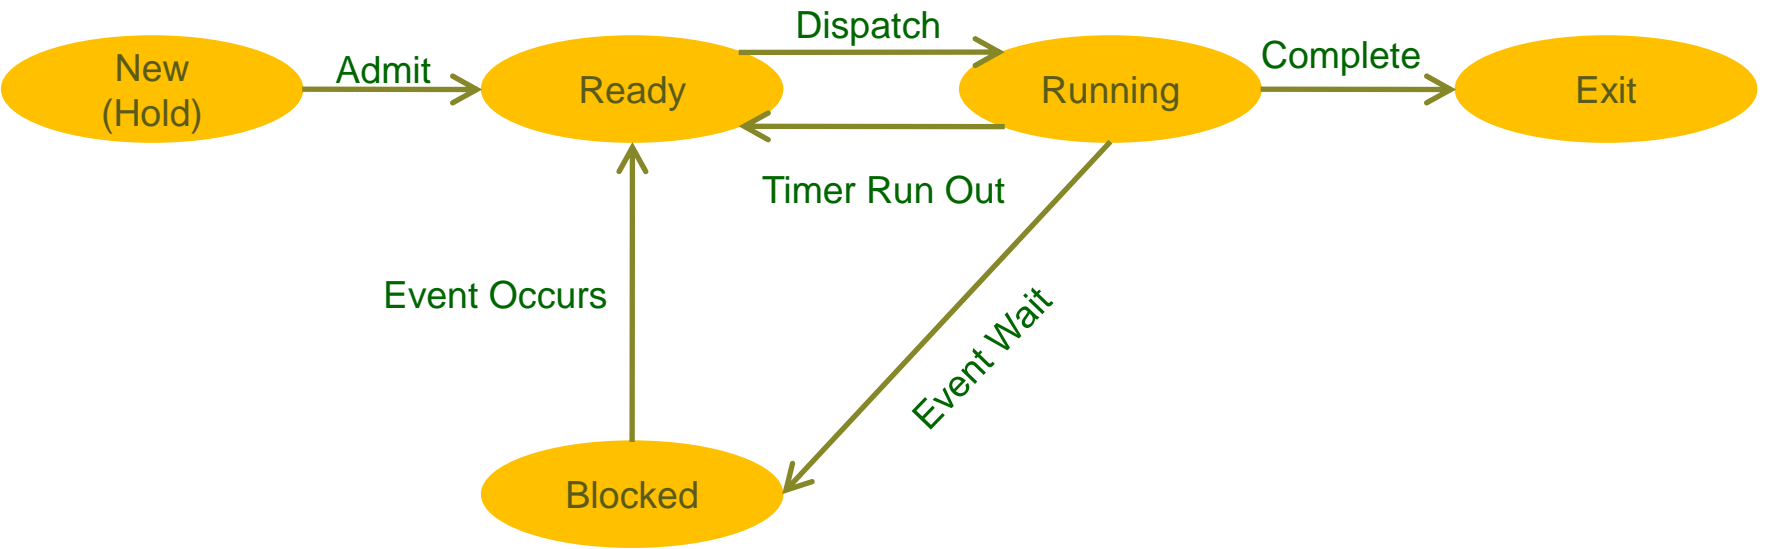 Dispatch
New
(Hold)
Admit
Ready
Running
Complete
Exit
Timer Run Out
Event Occurs
Event Wait
Blocked